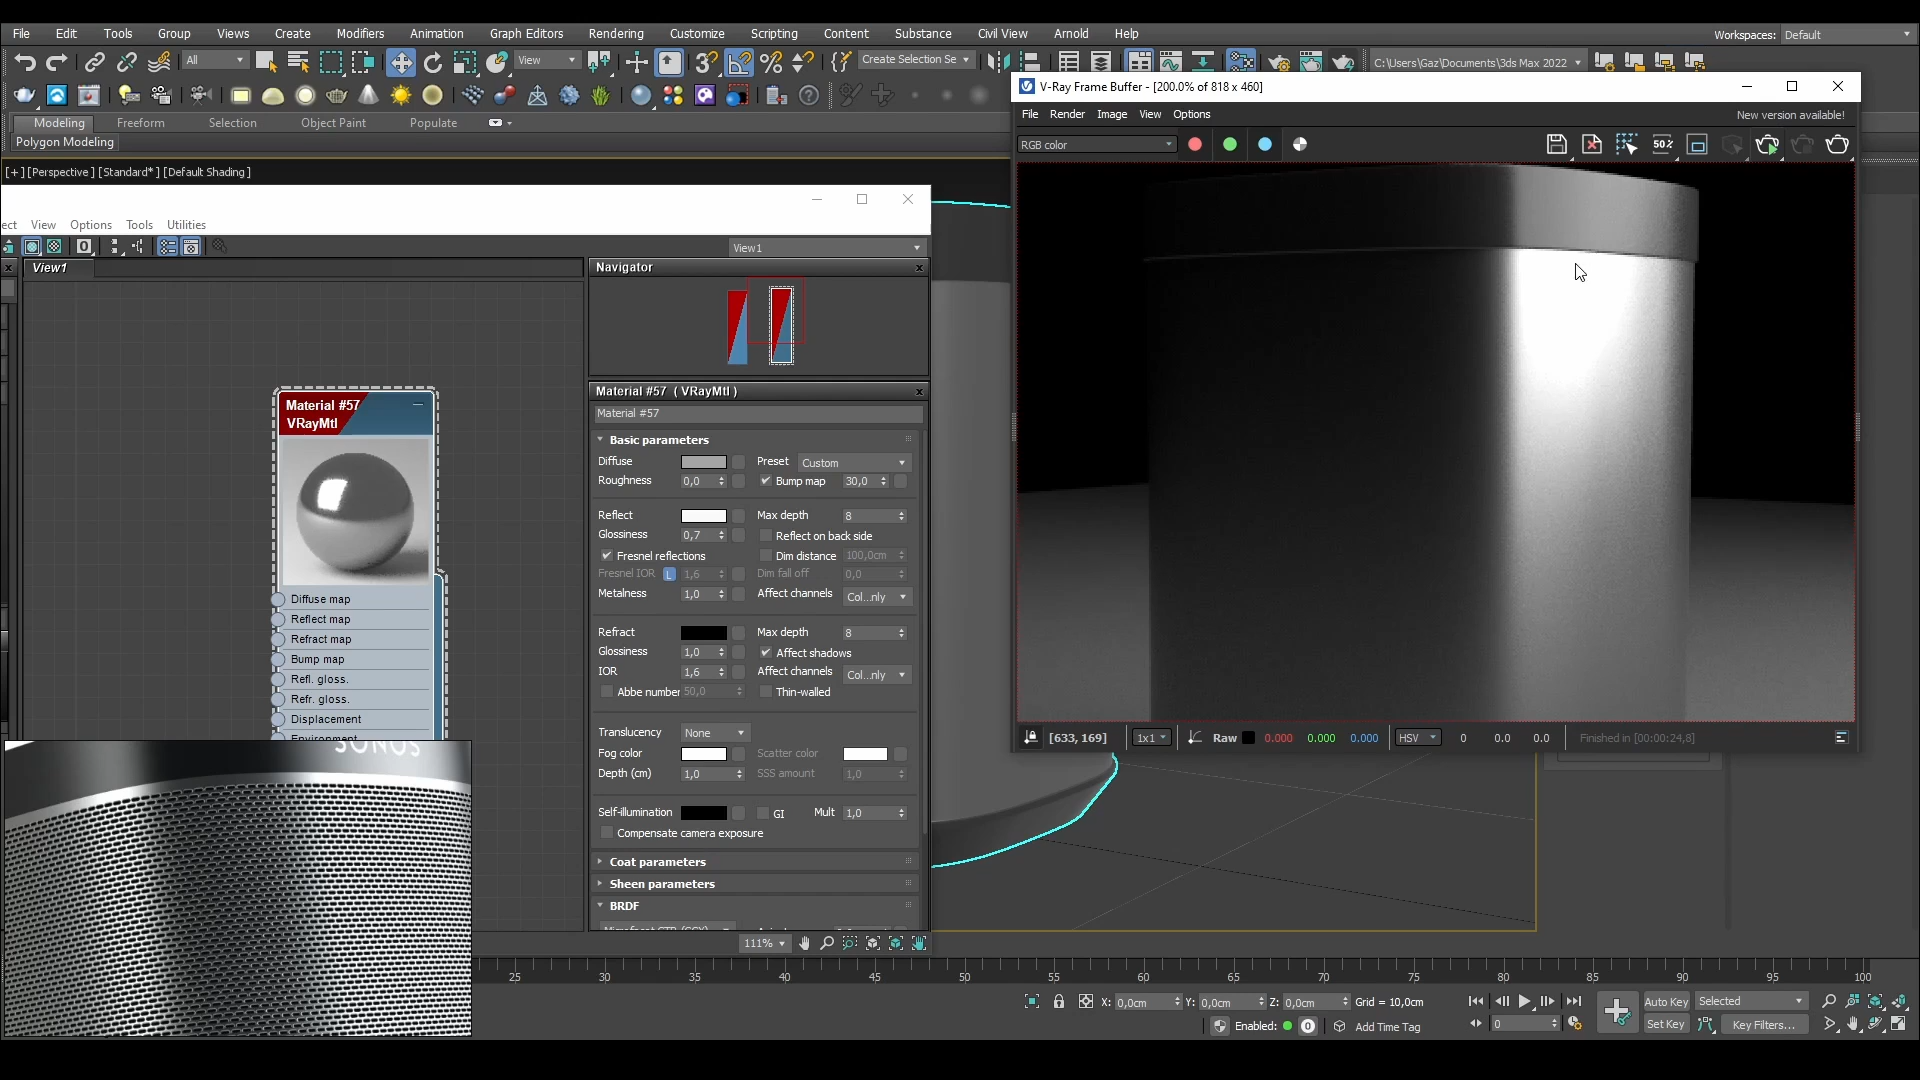 File Edit Tools Group Views Create Modifiers Animation Graph Editors Rendering Customize Scripting Content Substance Civil View Arnold Help
Workspaces: Default
All
View
Create Selection Se
C:\Users\Gaz\Documents\3ds Max 2022
Modeling Freeform Selection Object Paint Populate
Polygon Modeling
[+] [Perspective ] [Standard* ] [Default Shading ]
V-Ray Frame Buffer - [200.0% of 818 x 460]
File Render Image View Options
New version available!
RGB color
50%
[633, 169]
1x1
Raw
0.000 0.000 0.000
HSV
0 0.0 0.0
Finished in [00:00:24,8]
ect View Options Tools Utilities
View1
View1
Navigator
Material #57
VRayMtl
Diffuse map
Reflect map
Refract map
Bump map
Refl. gloss.
Refr. gloss.
Displacement
Environment
Material #57 ( VRayMtl )
Material #57
Basic parameters
Diffuse Preset Custom
Roughness 0,0 Bump map 30,0
Reflect Max depth 8
Glossiness 0,7 Reflect on back side
Fresnel reflections Dim distance 100,0cm
Fresnel IOR L 1,6 Dim fall off 0,0
Metalness 1,0 Affect channels Col...nly
Refract Max depth 8
Glossiness 1,0 Affect shadows
IOR 1,6 Affect channels Col...nly
Abbe number 50,0 Thin-walled
Translucency None
Fog color Scatter color
Depth (cm) 1,0 SSS amount 1,0
Self-illumination GI Mult 1,0
Compensate camera exposure
Coat parameters
Sheen parameters
BRDF
111%
SONOS
25 30 35 40 45 50 55 60 65 70 75 80 85 90 95 100
X: 0,0cm Y: 0,0cm Z: 0,0cm Grid = 10,0cm
Auto Key Selected
Enabled: 0 Add Time Tag
0
Set Key Key Filters...